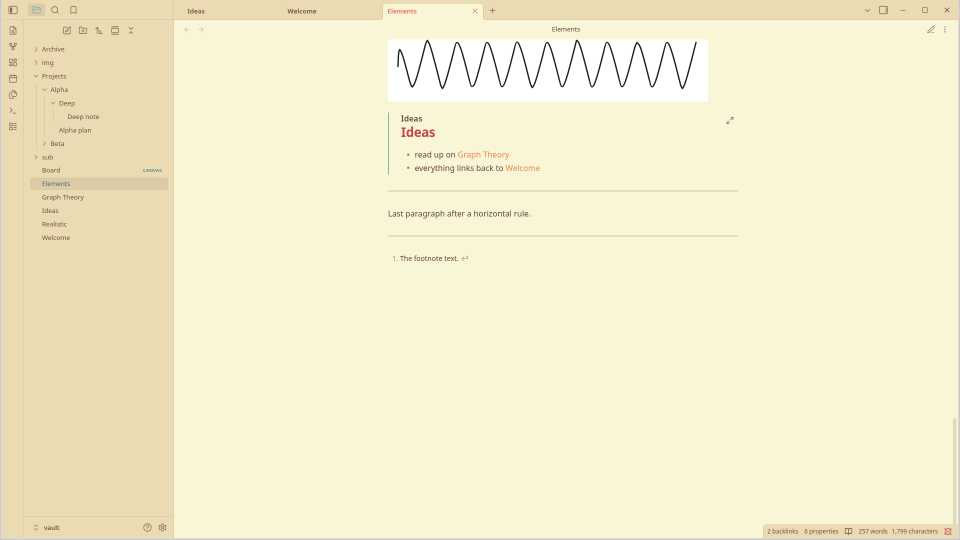 Ideas
Welcome
Elements
Elements
Archive
img
Projects
Alpha
Deep
Deep note
Alpha plan
Beta
sub
Board
CANVAS
Elements
Graph Theory
Ideas
Realistic
Welcome
vault
Ideas
Ideas
read up on Graph Theory
everything links back to Welcome
Last paragraph after a horizontal rule.
1. The footnote text. ↩
2 backlinks 6 properties 257 words 1,799 characters